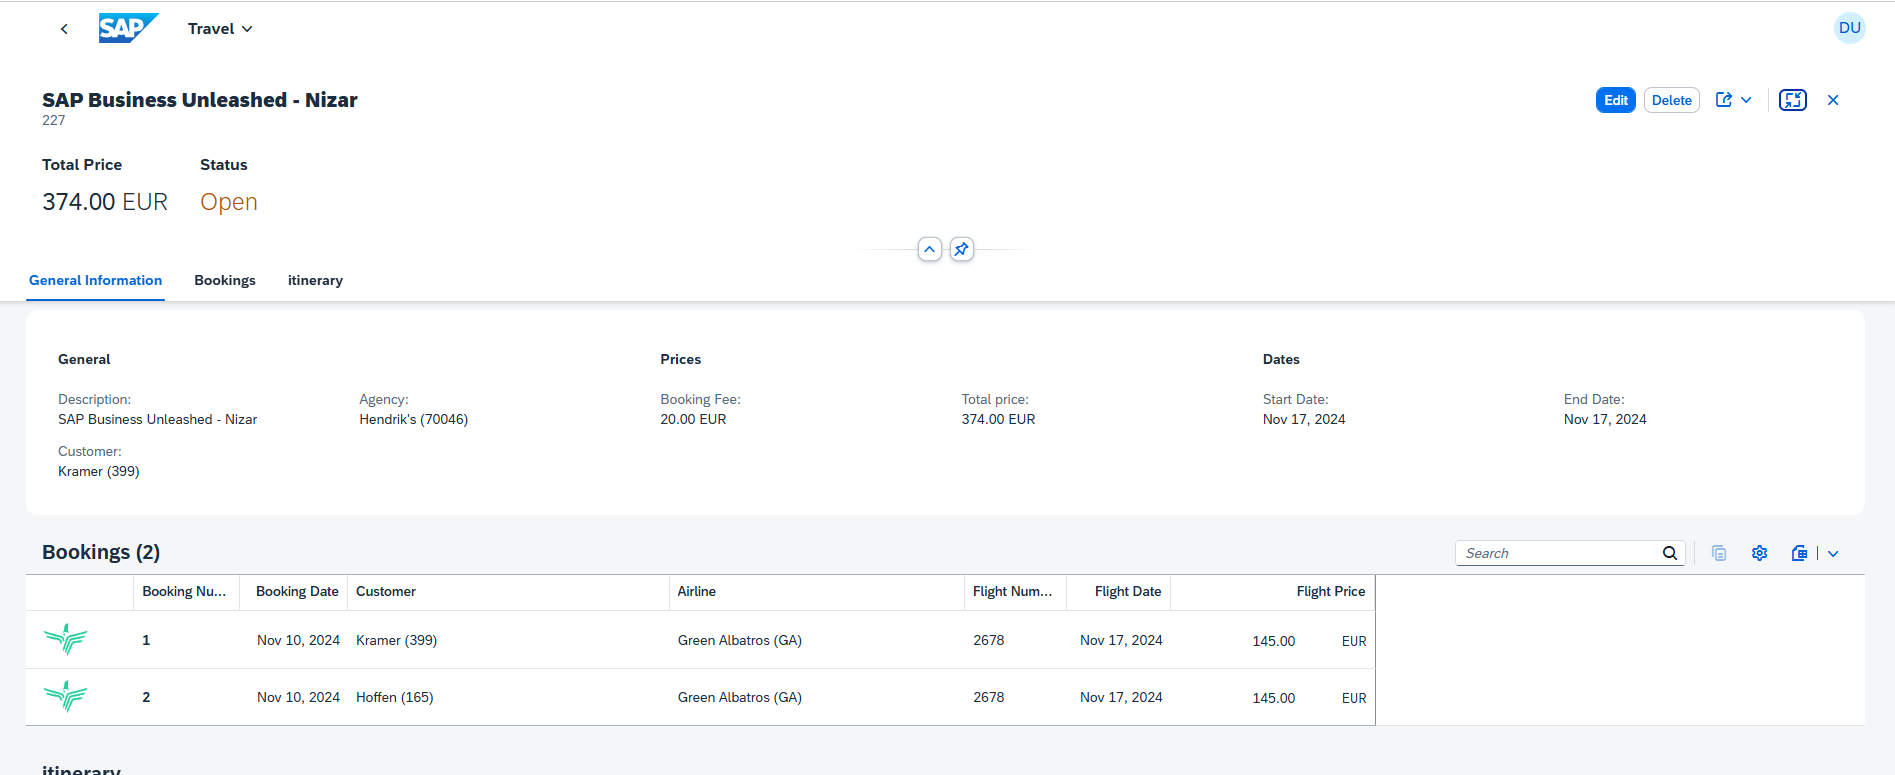 SAP Travel DU
SAP Business Unleashed - Nizar Edit Delete
227
Total Price Status
374.00 EUR Open
General Information Bookings itinerary
General Prices Dates
Description: Agency: Booking Fee: Total price: Start Date: End Date:
SAP Business Unleashed - Nizar Hendrik's (70046) 20.00 EUR 374.00 EUR Nov 17, 2024 Nov 17, 2024
Customer:
Kramer (399)
Bookings (2) Search
Booking Nu... Booking Date Customer Airline Flight Num... Flight Date Flight Price
1 Nov 10, 2024 Kramer (399) Green Albatros (GA) 2678 Nov 17, 2024 145.00 EUR
2 Nov 10, 2024 Hoffen (165) Green Albatros (GA) 2678 Nov 17, 2024 145.00 EUR
itinerary